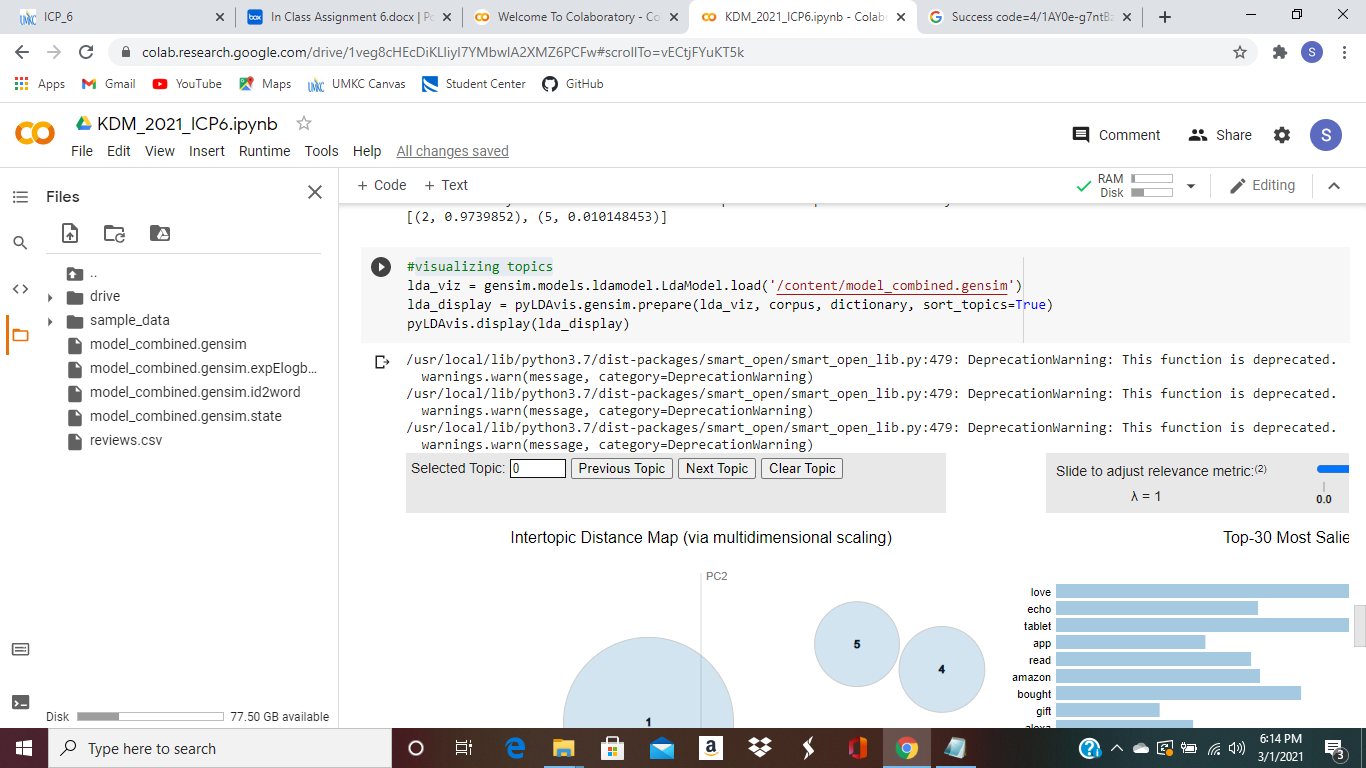 ICP_6
In Class Assignment 6.docx | Po
Welcome To Colaboratory - Co
KDM_2021_ICP6.ipynb - Colab
Success code=4/1AY0e-g7ntB
colab.research.google.com/drive/1veg8cHEcDiKLliyI7YMbwIA2XMZ6PCFw#scrollTo=vECtjFYuKT5k
S
Apps
Gmail
YouTube
Maps
UMKC Canvas
Student Center
GitHub
KDM_2021_ICP6.ipynb
File Edit View Insert Runtime Tools Help All changes saved
Comment
Share
S
Files
+ Code + Text
RAM
Disk
Editing
..
drive
sample_data
model_combined.gensim
model_combined.gensim.expElogb...
model_combined.gensim.id2word
model_combined.gensim.state
reviews.csv
Disk
77.50 GB available
[(2, 0.9739852), (5, 0.010148453)]
#visualizing topics
lda_viz = gensim.models.ldamodel.LdaModel.load('/content/model_combined.gensim')
lda_display = pyLDAvis.gensim.prepare(lda_viz, corpus, dictionary, sort_topics=True)
pyLDAvis.display(lda_display)
/usr/local/lib/python3.7/dist-packages/smart_open/smart_open_lib.py:479: DeprecationWarning: This function is deprecated.
warnings.warn(message, category=DeprecationWarning)
/usr/local/lib/python3.7/dist-packages/smart_open/smart_open_lib.py:479: DeprecationWarning: This function is deprecated.
warnings.warn(message, category=DeprecationWarning)
/usr/local/lib/python3.7/dist-packages/smart_open/smart_open_lib.py:479: DeprecationWarning: This function is deprecated.
warnings.warn(message, category=DeprecationWarning)
Selected Topic: 0 Previous Topic Next Topic Clear Topic
Slide to adjust relevance metric:(2)
λ = 1
0.0
Intertopic Distance Map (via multidimensional scaling)
Top-30 Most Salie
PC2
5
4
1
love
echo
tablet
app
read
amazon
bought
gift
alexa
Type here to search
6:14 PM
3/1/2021
3